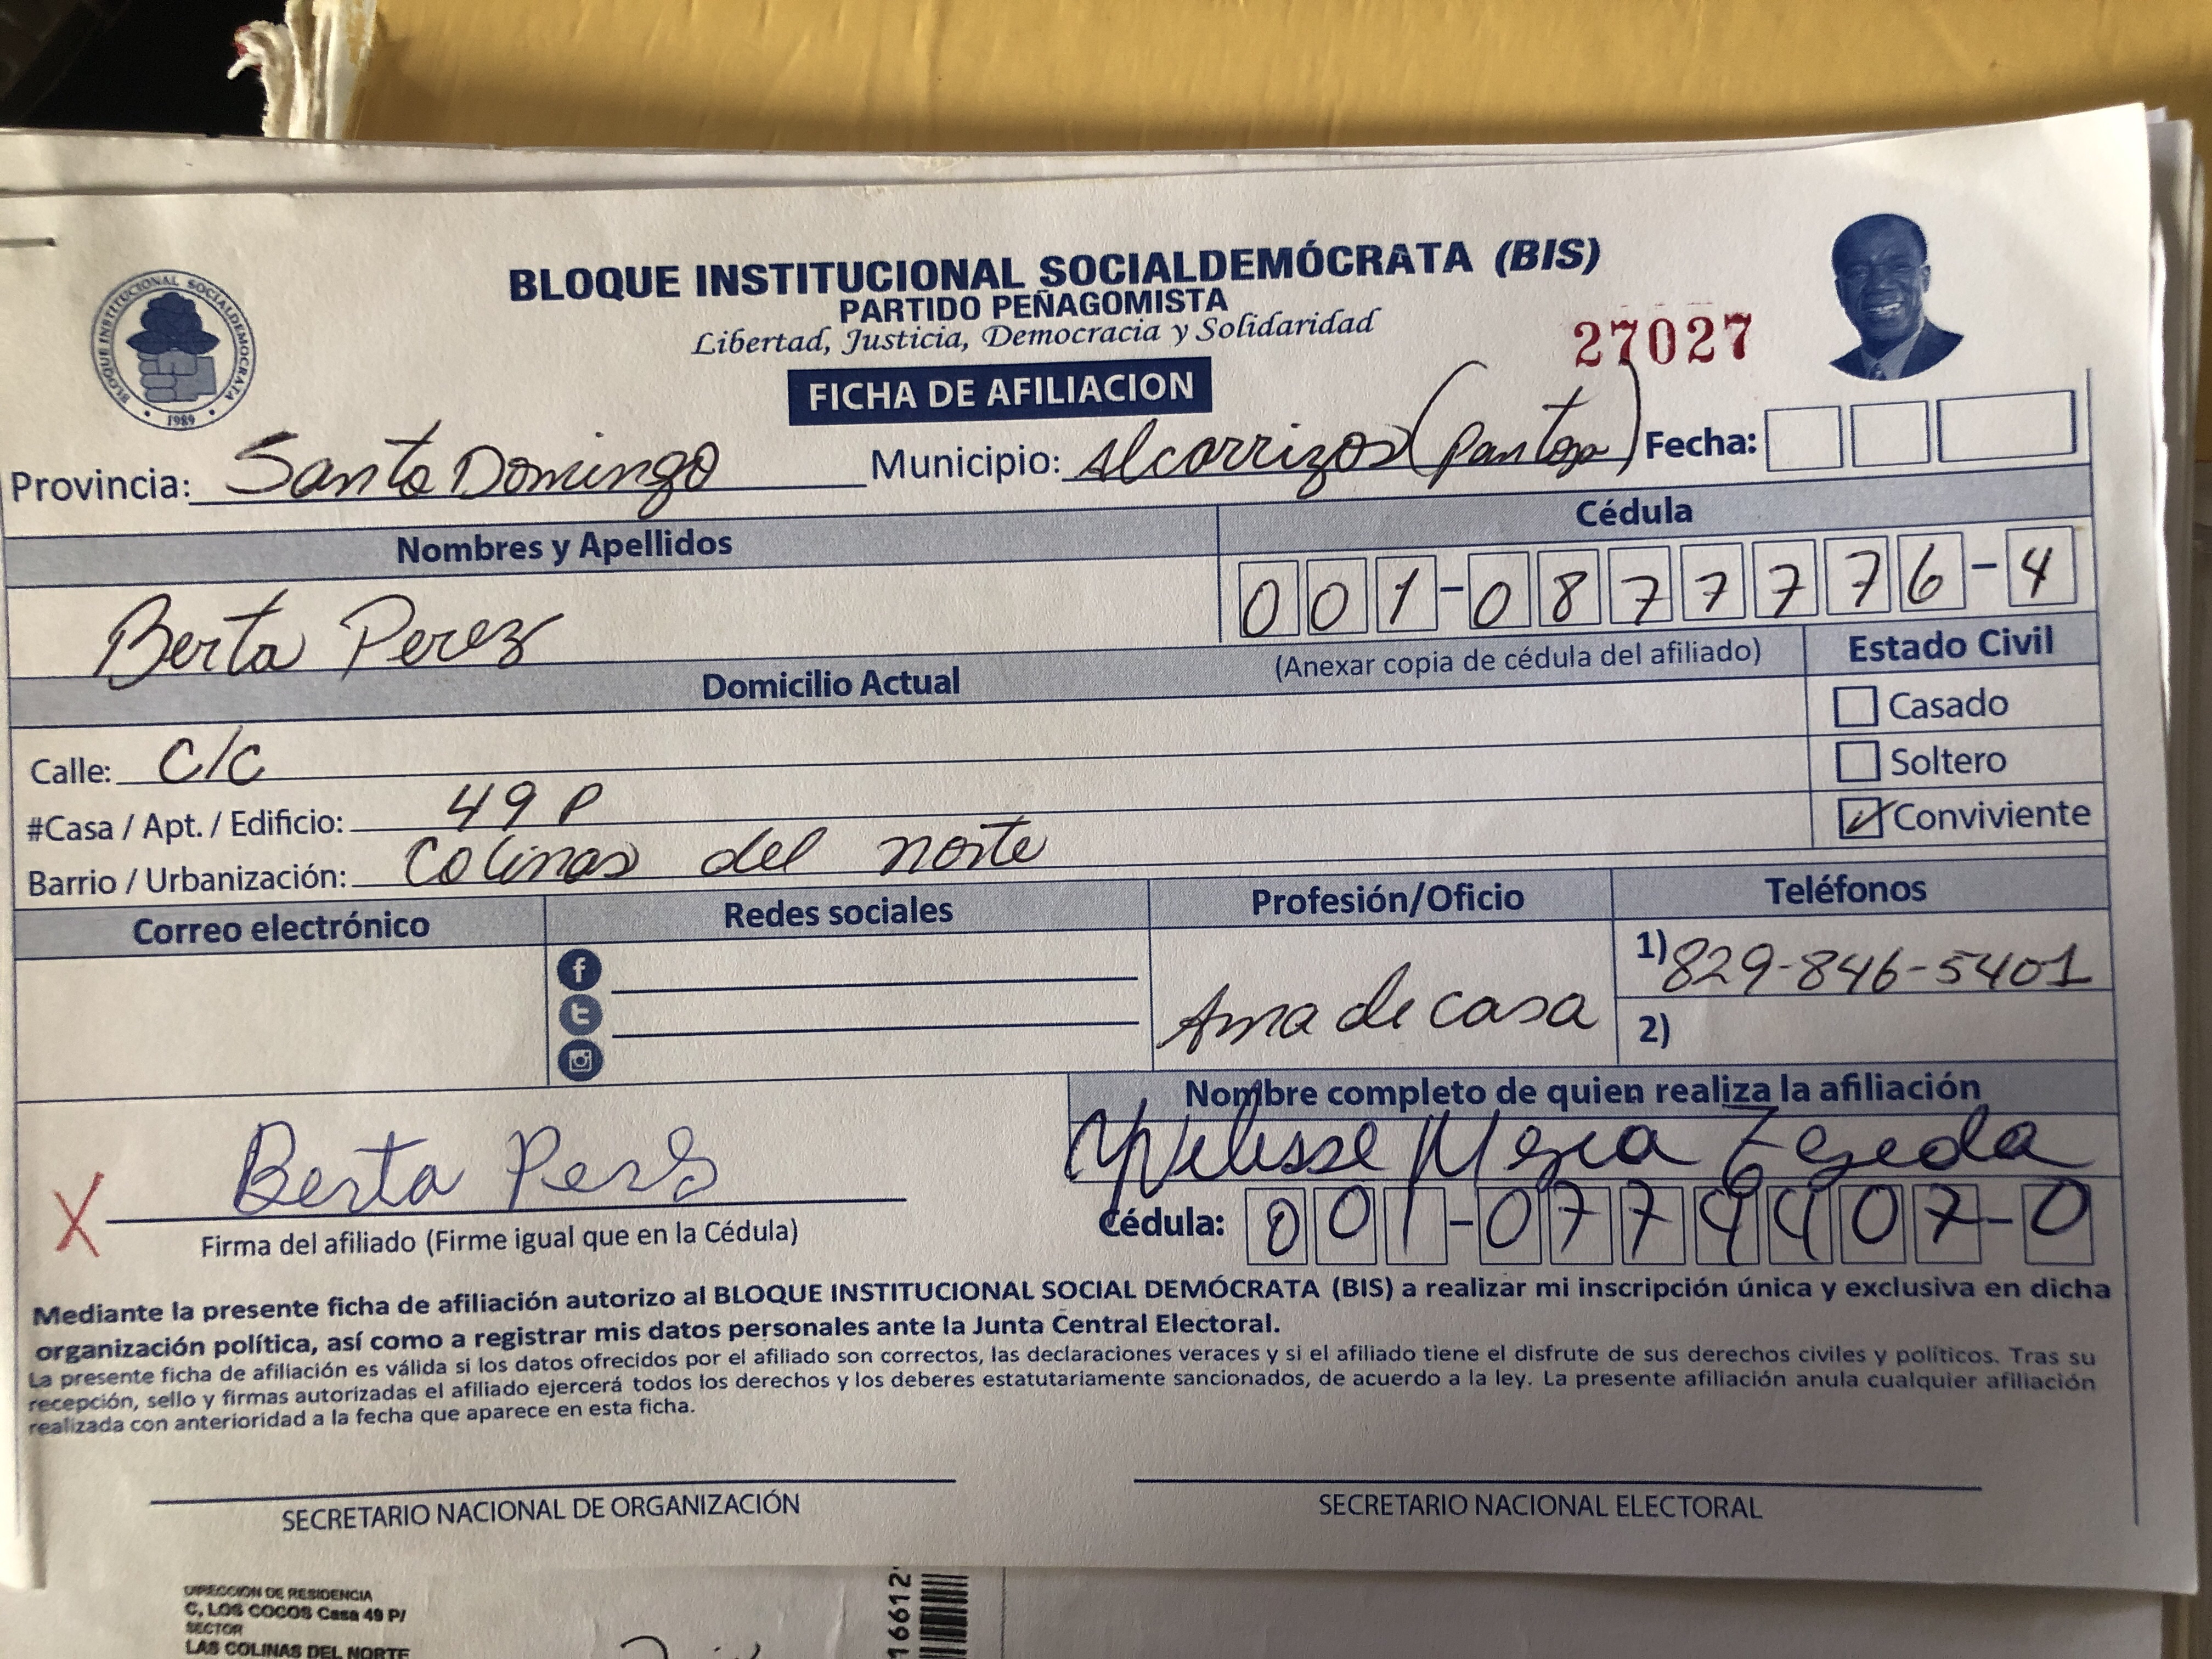 BLOQUE INSTITUCIONAL SOCIALDEMÓCRATA (BIS)
PARTIDO PEÑAGOMISTA
Libertad, Justicia, Democracia y Solidaridad
27027
BLOQUE INSTITUCIONAL SOCIALDEMOCRATA
1989
FICHA DE AFILIACION
Provincia: Santo Domingo Municipio: Alcarrizos (Pantoja) Fecha:
Nombres y Apellidos Cédula
Berta Perez 001-0877776-4
(Anexar copia de cédula del afiliado) Estado Civil
Domicilio Actual
Casado
Calle: C/C
Soltero
#Casa / Apt. / Edificio: 49 P
Conviviente
Barrio / Urbanización: Colinas del norte
Correo electrónico Redes sociales Profesión/Oficio Teléfonos
1) 829-846-5401
Ama de casa
2)
Nombre completo de quien realiza la afiliación
Mejia Tejeda
X Berta Peres
Cédula: 001-0774407-0
Firma del afiliado (Firme igual que en la Cédula)
Mediante la presente ficha de afiliación autorizo al BLOQUE INSTITUCIONAL SOCIAL DEMÓCRATA (BIS) a realizar mi inscripción única y exclusiva en dicha
organización política, así como a registrar mis datos personales ante la Junta Central Electoral.
La presente ficha de afiliación es válida si los datos ofrecidos por el afiliado son correctos, las declaraciones veraces y si el afiliado tiene el disfrute de sus derechos civiles y políticos. Tras su
recepción, sello y firmas autorizadas el afiliado ejercerá todos los derechos y los deberes estatutariamente sancionados, de acuerdo a la ley. La presente afiliación anula cualquier afiliación
realizada con anterioridad a la fecha que aparece en esta ficha.
SECRETARIO NACIONAL DE ORGANIZACIÓN SECRETARIO NACIONAL ELECTORAL
DIRECCION DE RESIDENCIA
C, LOS COCOS Casa 49 P/
SECTOR
LAS COLINAS DEL NORTE
16612